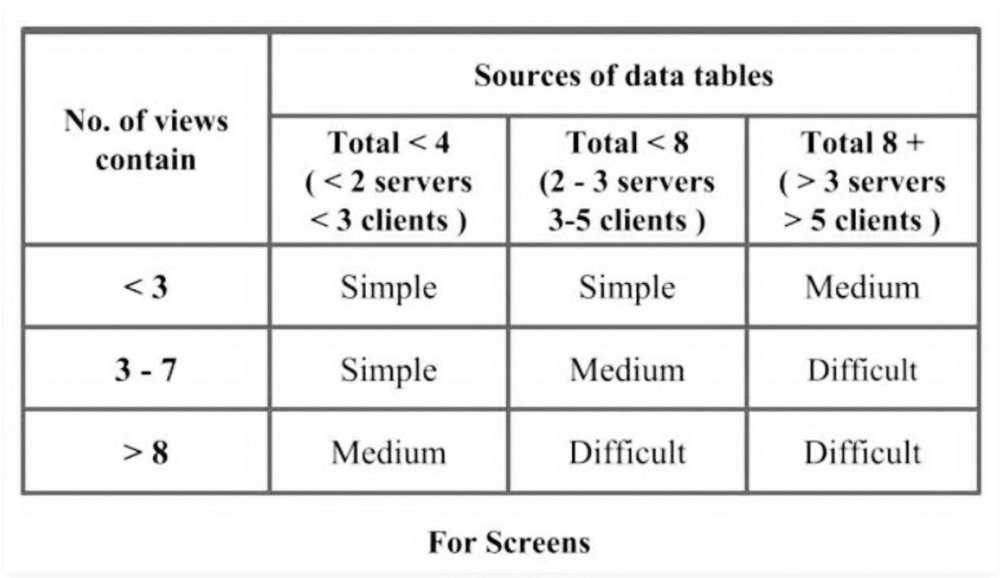 No. of views
contain
Sources of data tables
Total < 4
( < 2 servers
< 3 clients )
Total < 8
(2 - 3 servers
3-5 clients )
Total 8 +
( > 3 servers
> 5 clients )
< 3
Simple
Simple
Medium
3 - 7
Simple
Medium
Difficult
> 8
Medium
Difficult
Difficult
For Screens